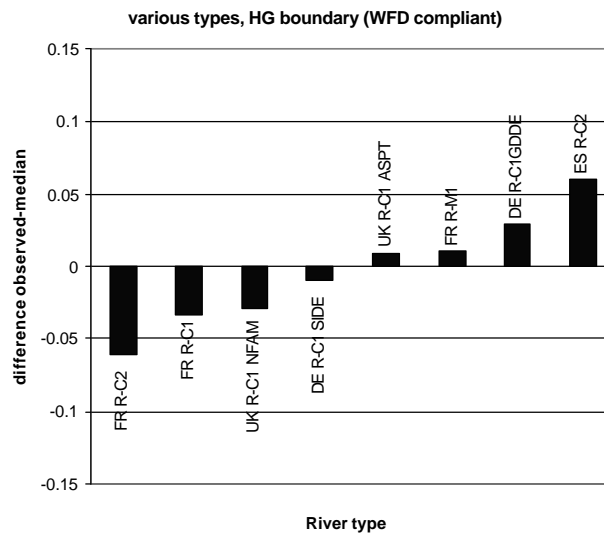 various types, HG boundary (WFD compliant)
0.15
0.1
0.05
0
-0.05
-0.1
-0.15
difference observed-median
FR R-C2
FR R-C1
UK R-C1 NFAM
DE R-C1 SIDE
UK R-C1 ASPT
FR R-M1
DE R-C1GDDE
ES R-C2
River type